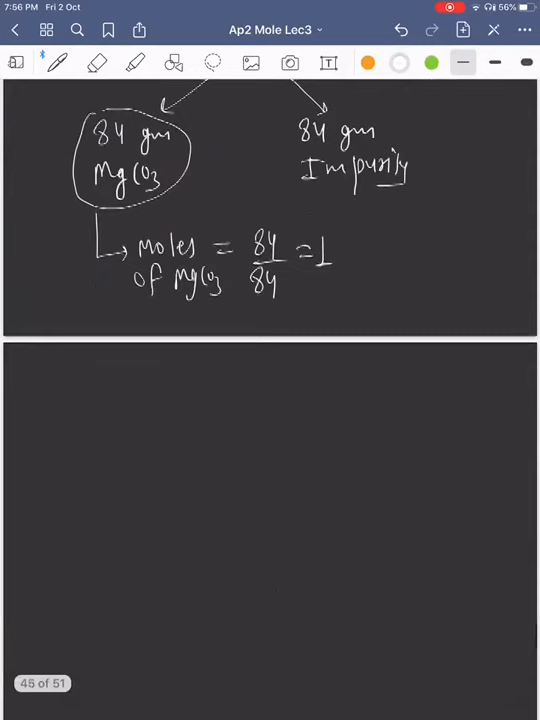 7:56 PM Fri 2 Oct
56%
Ap2 Mole Lec3
T
84 gm
MgCO3
84 gm
Impurity
Moles = 84 = 1
of MgCO3 84
45 of 51